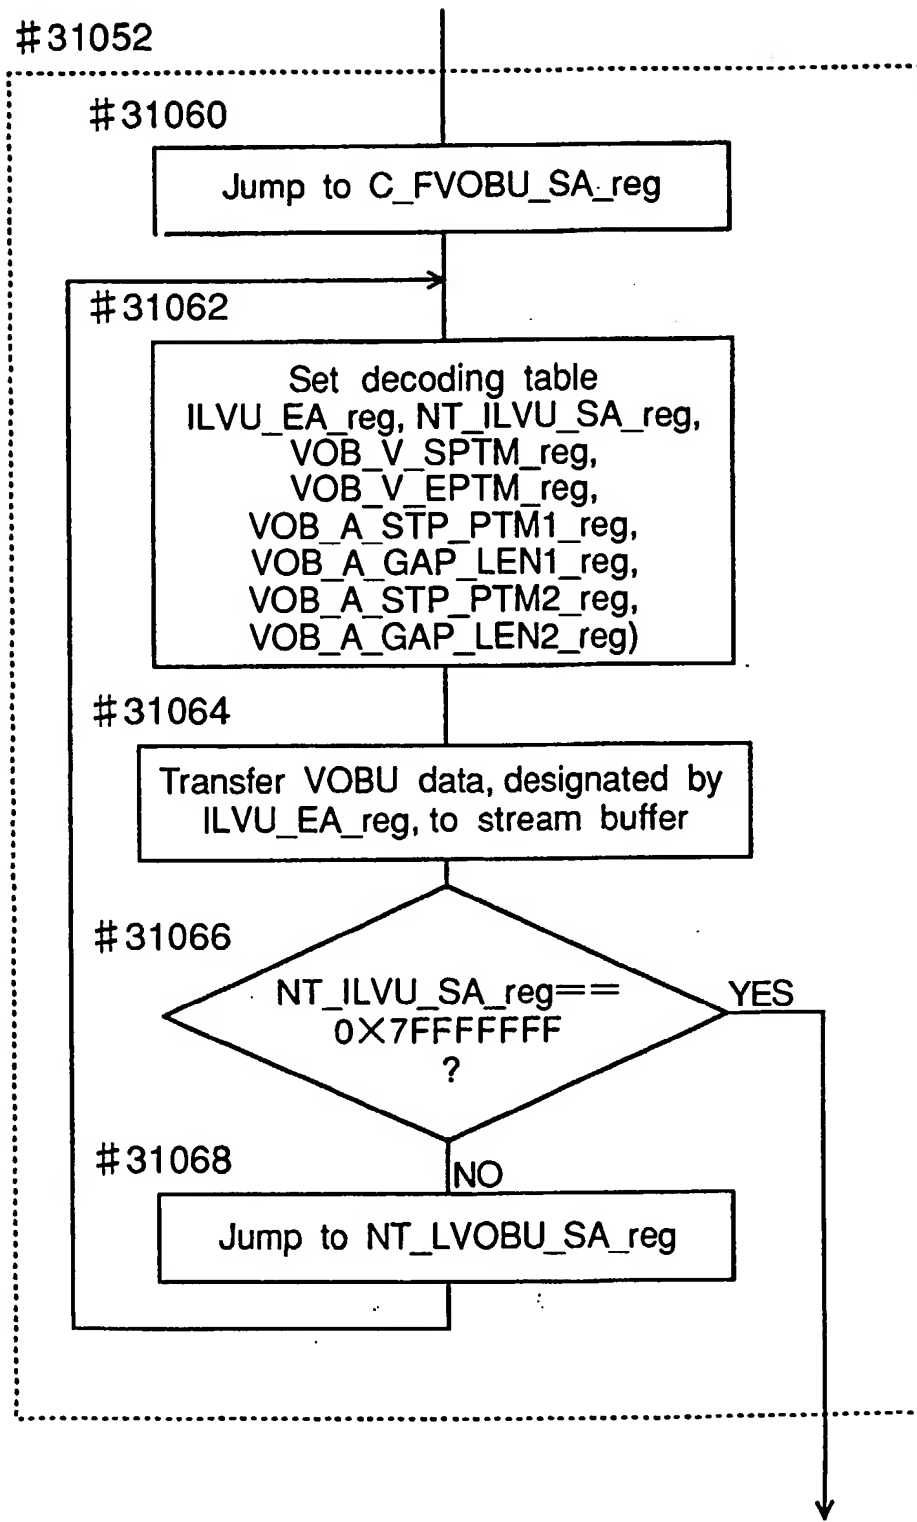 #31052
#31060
Jump to C_FVOBU_SA_reg
#31062
Set decoding table
ILVU_EA_reg, NT_ILVU_SA_reg,
VOB_V_SPTM_reg,
VOB_V_EPTM_reg,
VOB_A_STP_PTM1_reg,
VOB_A_GAP_LEN1_reg,
VOB_A_STP_PTM2_reg,
VOB_A_GAP_LEN2_reg)
#31064
Transfer VOBU data, designated by
ILVU_EA_reg, to stream buffer
#31066
NT_ILVU_SA_reg==
0X7FFFFFFF
?
YES
#31068
NO
Jump to NT_LVOBU_SA_reg